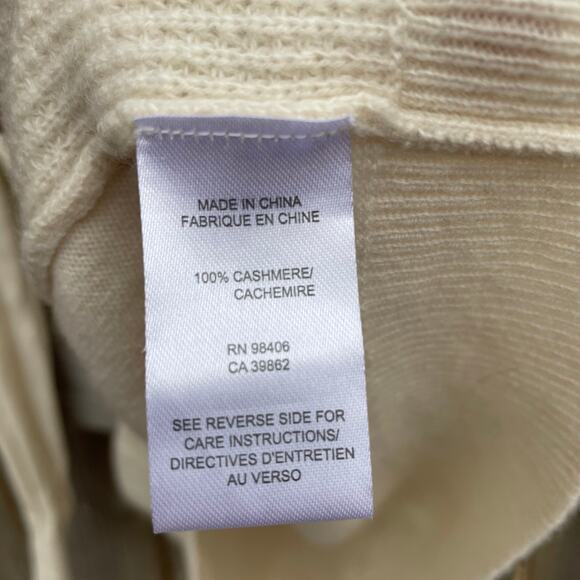 MADE IN CHINA
FABRIQUE EN CHINE
100% CASHMERE/
CACHEMIRE
RN 98406
CA 39862
SEE REVERSE SIDE FOR
CARE INSTRUCTIONS/
DIRECTIVES D'ENTRETIEN
AU VERSO